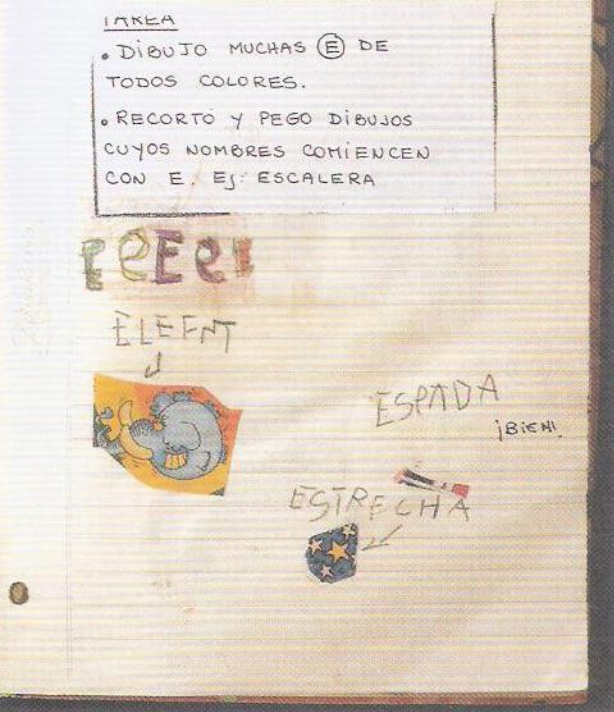 TAREA
• DIBUJO MUCHAS E DE
TODOS COLORES.
• RECORTO Y PEGO DIBUJOS
CUYOS NOMBRES COMIENCEN
CON E. Ej: ESCALERA
e e E e E
ELEFNT
ESPADA
¡BIEN!
ESTRECHA